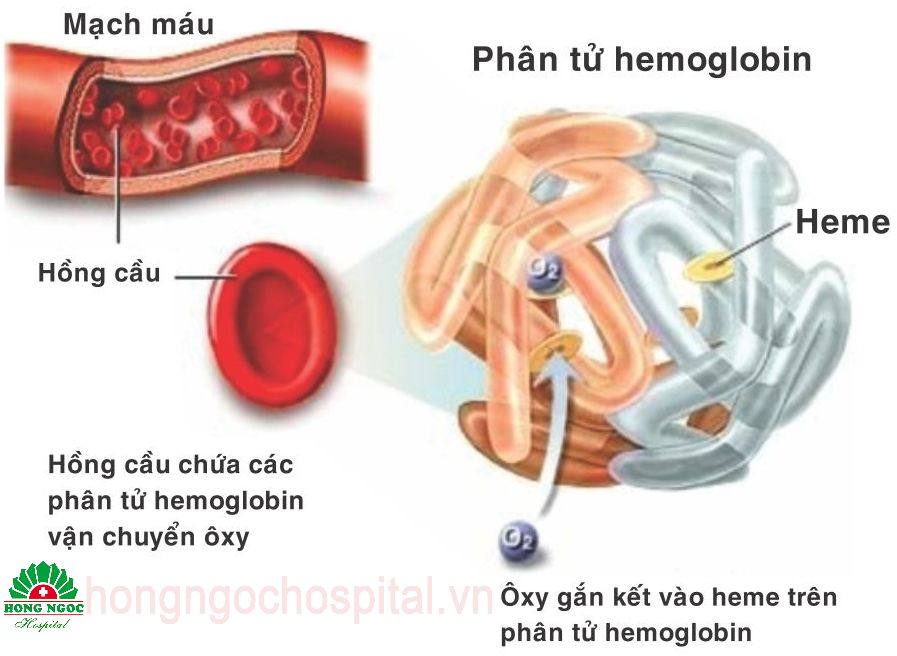 Mạch máu
Phân tử hemoglobin
Heme
O₂
Hồng cầu
Hồng cầu chứa các
phân tử hemoglobin
vận chuyển ôxy
O₂
Ôxy gắn kết vào heme trên
phân tử hemoglobin
HONG NGOC
Hospital
hongngochospital.vn